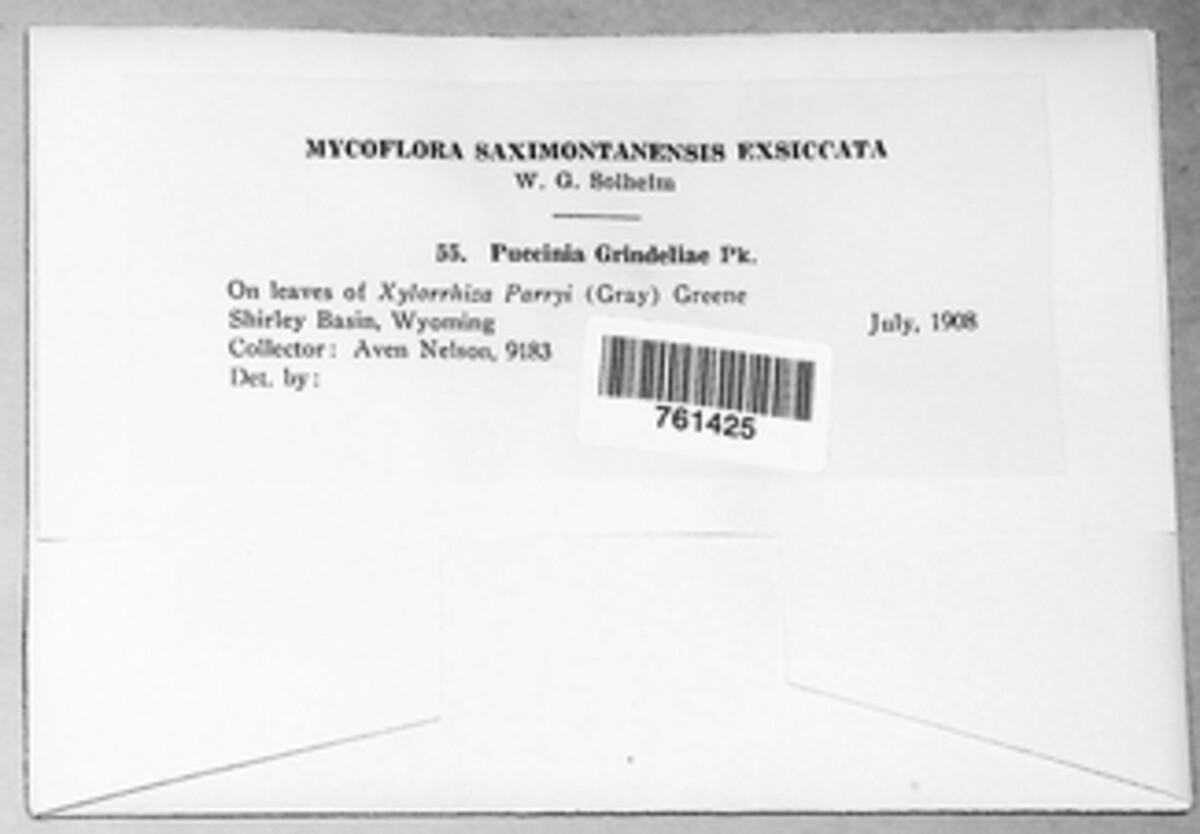 MYCOFLORA SAXIMONTANENSIS EXSICCATA
W. G. Solheim
55. Puccinia Grindeliae Pk.
On leaves of Xylorrhiza Parryi (Gray) Greene
Shirley Basin, Wyoming July, 1908
Collector: Aven Nelson, 9183
Det. by:
761425